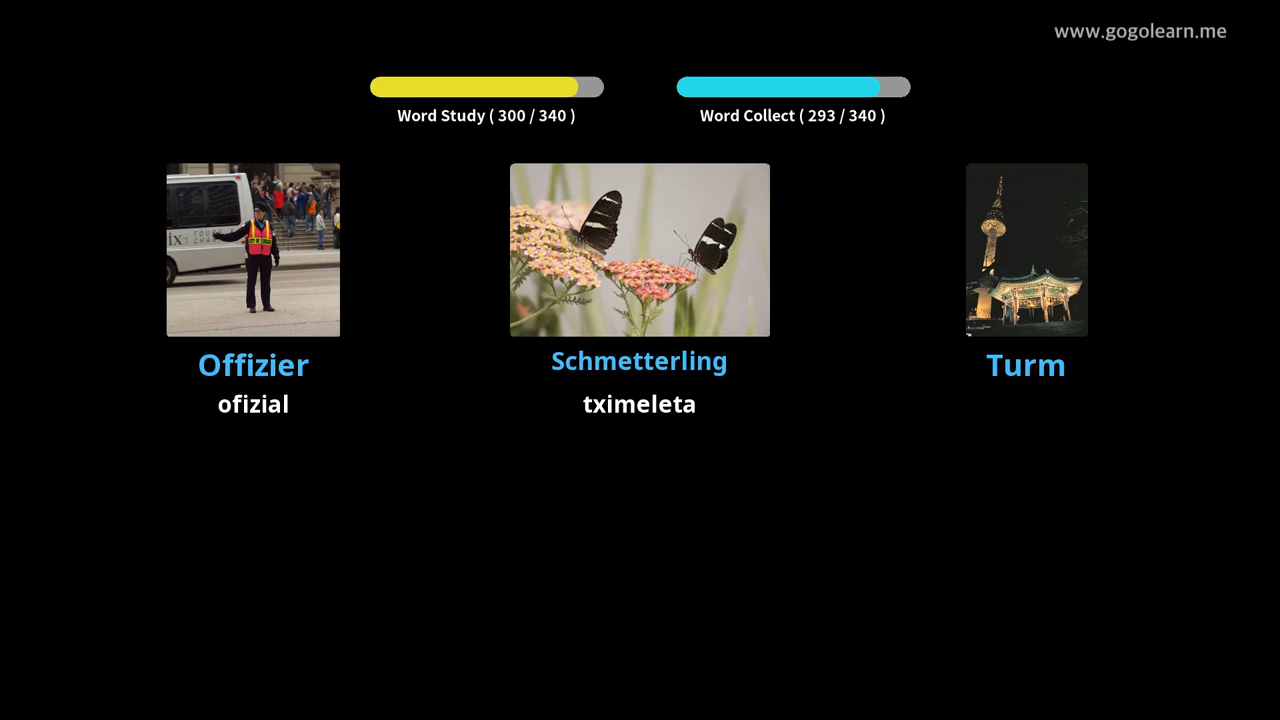 www.gogolearn.me
Word Study ( 300 / 340 )
Word Collect ( 293 / 340 )
Offizier
Schmetterling
Turm
ofizial
tximeleta